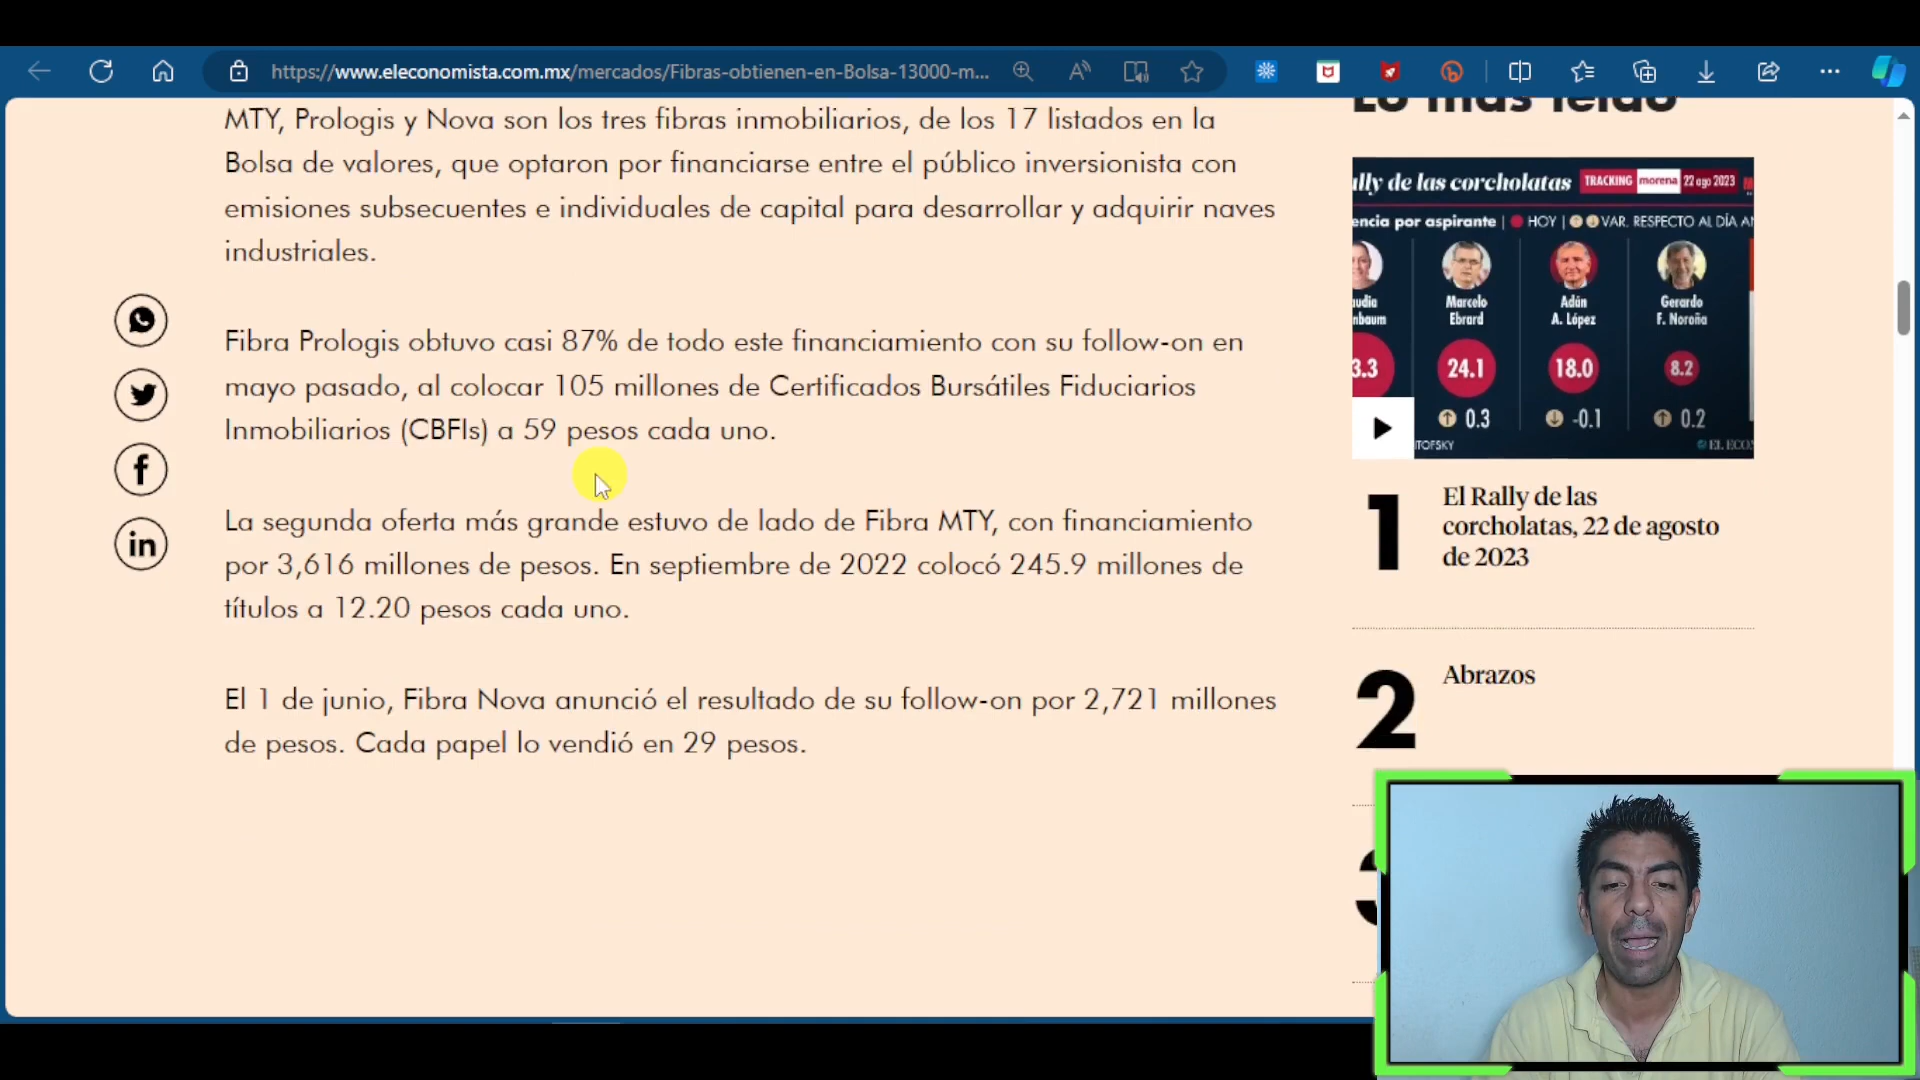 https://www.eleconomista.com.mx/mercados/Fibras-obtienen-en-Bolsa-13000-m...
MTY, Prologis y Nova son los tres fibras inmobiliarios, de los 17 listados en la
Bolsa de valores, que optaron por financiarse entre el público inversionista con
emisiones subsecuentes e individuales de capital para desarrollar y adquirir naves
industriales.
Fibra Prologis obtuvo casi 87% de todo este financiamiento con su follow-on en
mayo pasado, al colocar 105 millones de Certificados Bursátiles Fiduciarios
Inmobiliarios (CBFIs) a 59 pesos cada uno.
La segunda oferta más grande estuvo de lado de Fibra MTY, con financiamiento
por 3,616 millones de pesos. En septiembre de 2022 colocó 245.9 millones de
títulos a 12.20 pesos cada uno.
El 1 de junio, Fibra Nova anunció el resultado de su follow-on por 2,721 millones
de pesos. Cada papel lo vendió en 29 pesos.
Lo más leído
lly de las corcholatas TRACKING morena 22 ago 2023
encia por aspirante | HOY | VAR. RESPECTO AL DÍA AN
udia
nbaum
Marcelo
Ebrard
Adán
A. López
Gerardo
F. Noroña
3.3
24.1
18.0
8.2
0.3
-0.1
0.2
ITOFSKY
EL ECO
1
El Rally de las
corcholatas, 22 de agosto
de 2023
2
Abrazos